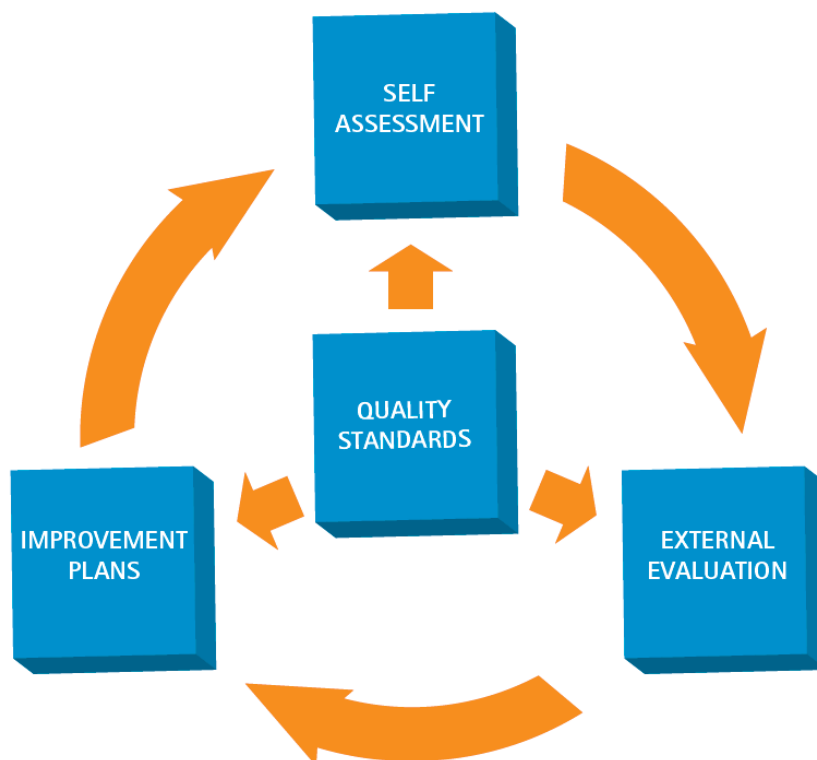 SELF
ASSESSMENT
QUALITY
STANDARDS
IMPROVEMENT
PLANS
EXTERNAL
EVALUATION